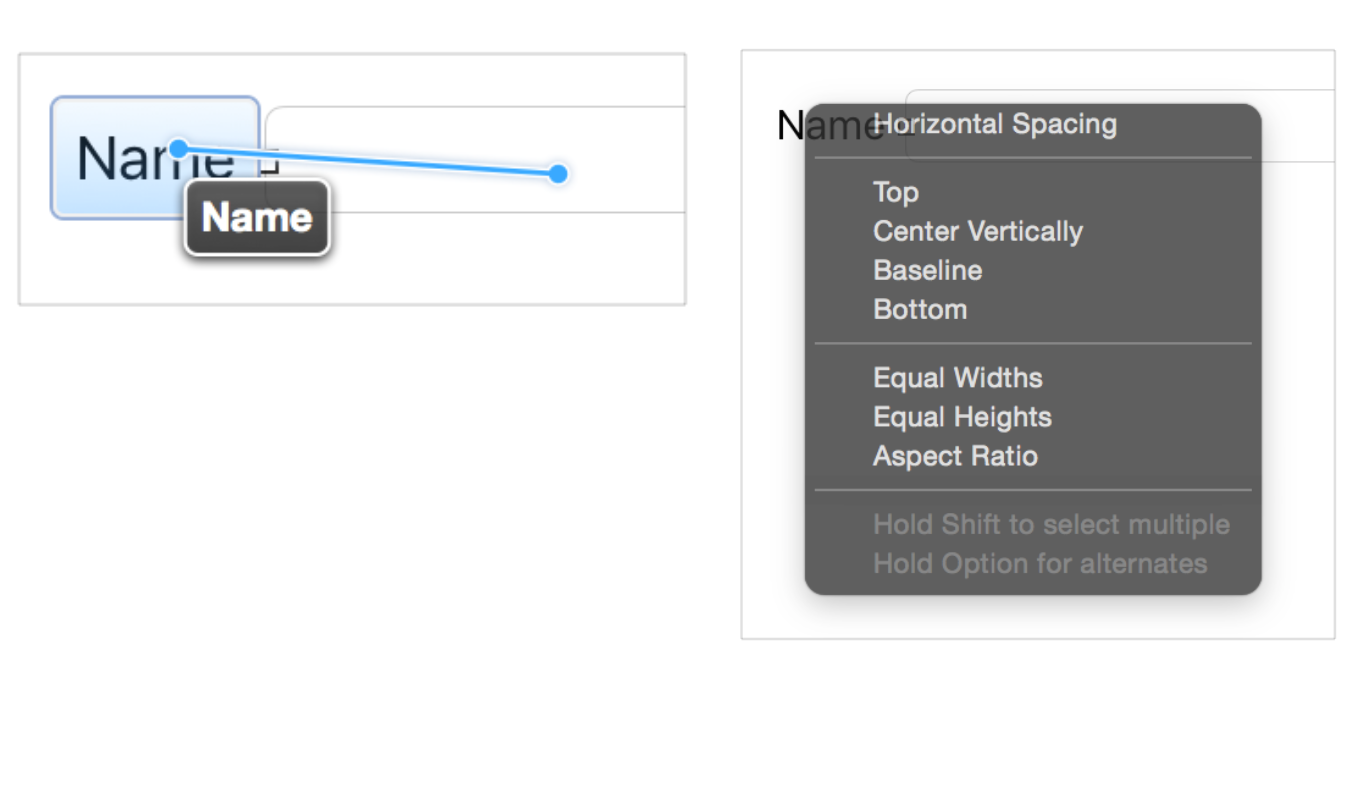 Name
Name
Name
Horizontal Spacing
Top
Center Vertically
Baseline
Bottom
Equal Widths
Equal Heights
Aspect Ratio
Hold Shift to select multiple
Hold Option for alternates